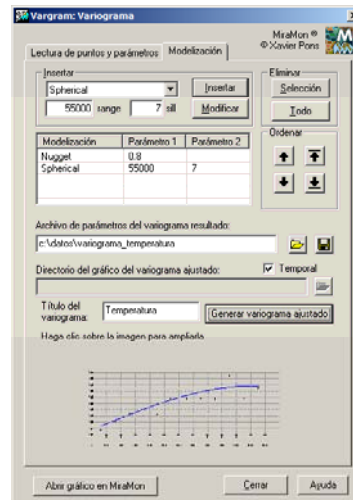 Vargram: Variograma
MiraMon ®
© Xavier Pons
Lectura de puntos y parámetros
Modelización
Insertar
Spherical
Insertar
55000 range 7 sill
Modificar
Eliminar
Selección
Todo
Modelización Parámetro 1 Parámetro 2
Nugget 0.8
Spherical 55000 7
Ordenar
Archivo de parámetros del variograma resultado:
c:\datos\variograma_temperatura
Directorio del gráfico del variograma ajustado:
Temporal
Título del variograma:
Temperatura
Generar variograma ajustado
Haga clic sobre la imagen para ampliarla
Abrir gráfico en MiraMon
Cerrar
Ayuda